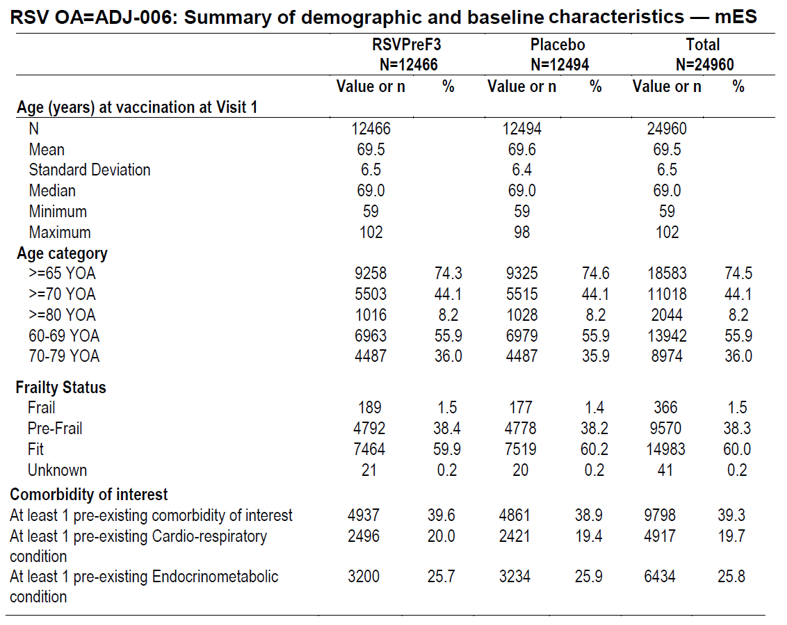 RSV OA=ADJ-006: Summary of demographic and baseline characteristics — mES
RSVPreF3 Placebo Total
N=12466 N=12494 N=24960
Value or n % Value or n % Value or n %
Age (years) at vaccination at Visit 1
N 12466 12494 24960
Mean 69.5 69.6 69.5
Standard Deviation 6.5 6.4 6.5
Median 69.0 69.0 69.0
Minimum 59 59 59
Maximum 102 98 102
Age category
>=65 YOA 9258 74.3 9325 74.6 18583 74.5
>=70 YOA 5503 44.1 5515 44.1 11018 44.1
>=80 YOA 1016 8.2 1028 8.2 2044 8.2
60-69 YOA 6963 55.9 6979 55.9 13942 55.9
70-79 YOA 4487 36.0 4487 35.9 8974 36.0
Frailty Status
Frail 189 1.5 177 1.4 366 1.5
Pre-Frail 4792 38.4 4778 38.2 9570 38.3
Fit 7464 59.9 7519 60.2 14983 60.0
Unknown 21 0.2 20 0.2 41 0.2
Comorbidity of interest
At least 1 pre-existing comorbidity of interest 4937 39.6 4861 38.9 9798 39.3
At least 1 pre-existing Cardio-respiratory 2496 20.0 2421 19.4 4917 19.7
condition
At least 1 pre-existing Endocrinometabolic 3200 25.7 3234 25.9 6434 25.8
condition